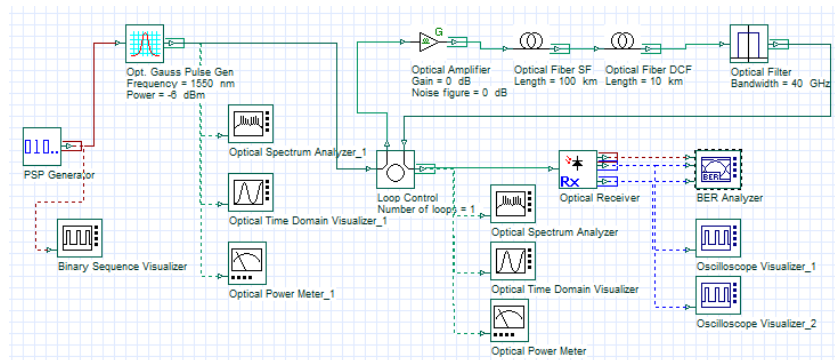 G
Opt. Gauss Pulse Gen
Frequency = 1550 nm
Power = -6 dBm
Optical Amplifier
Gain = 0 dB
Noise figure = 0 dB
Optical Fiber SF
Length = 100 km
Optical Fiber DCF
Length = 10 km
Optical Filter
Bandwidth = 40 GHz
010..
PSP Generator
Optical Spectrum Analyzer_1
Loop Control
Number of loops = 1
Rx
Optical Receiver
BER
BER Analyzer
Optical Time Domain Visualizer_1
Optical Spectrum Analyzer
Binary Sequence Visualizer
Oscilloscope Visualizer_1
Optical Power Meter_1
Optical Time Domain Visualizer
Oscilloscope Visualizer_2
Optical Power Meter